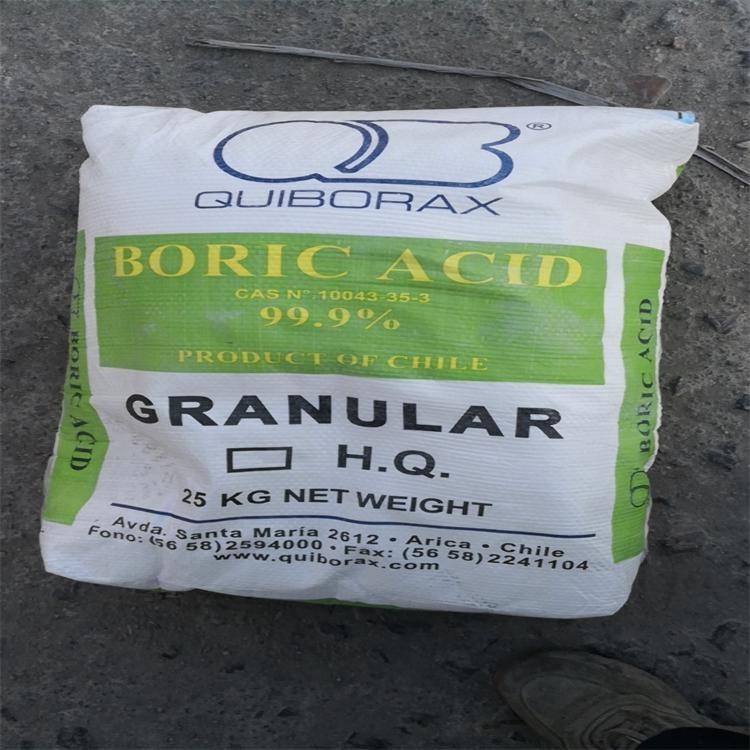 QB®
QUIBORAX
BORIC ACID
CAS Nº.10043-35-3
99.9%
PRODUCT OF CHILE
GRANULAR
H.Q.
25 KG NET WEIGHT
Avda. Santa María 2612 • Arica • Chile
Fono: (56 58)2594000 • Fax: (56 58)2241104
www.quiborax.com
BORIC ACID
BORIC ACID